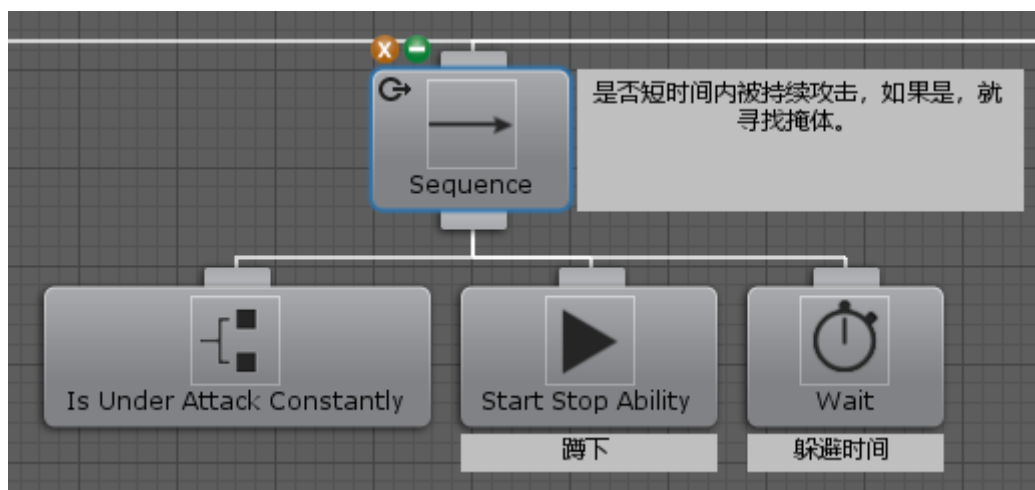 是否短时间内被持续攻击，如果是，就
寻找掩体。
Sequence
Is Under Attack Constantly
Start Stop Ability
Wait
蹲下
躲避时间